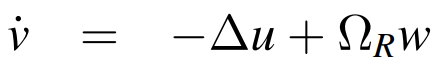 v̇ = −Δu + Ω_R w